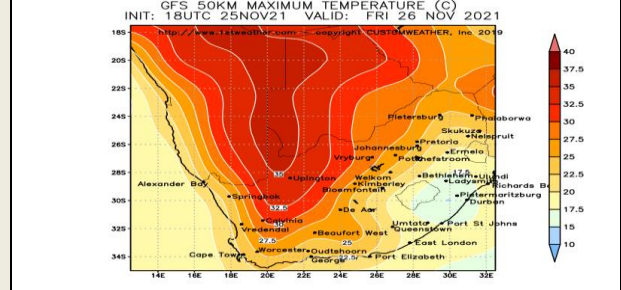 GFS 50KM MAXIMUM TEMPERATURE (C)
INIT: 18UTC 25NOV21 VALID: FRI 26 NOV 2021
http://www.1stweather.com -- copyright CUSTOMWEATHER, Inc 2019
18S
20S
22S
24S
26S
28S
30S
32S
34S
14E 16E 18E 20E 22E 24E 26E 28E 30E 32E
Pietersburg
Phalaborwa
Skukuza
Nelspruit
Pretoria
Johannesburg
Ermelo
Vryburg
Potchefstroom
Welkom
Bethlehem
Ulundi
17.5
Ladysmith
Richards B
Kimberley
Bloemfontein
Upington
35
Alexander Bay
Springbok
Pietermaritzburg
Durban
De Aar
32.5
Calvinia
30
Vredendal
Umtata
Port St Johns
Queenstown
Beaufort West
27.5
25
East London
Worcester
Oudtshoorn
Cape Town
George
22.5
Port Elizabeth
40
37.5
35
32.5
30
27.5
25
22.5
20
17.5
15
10